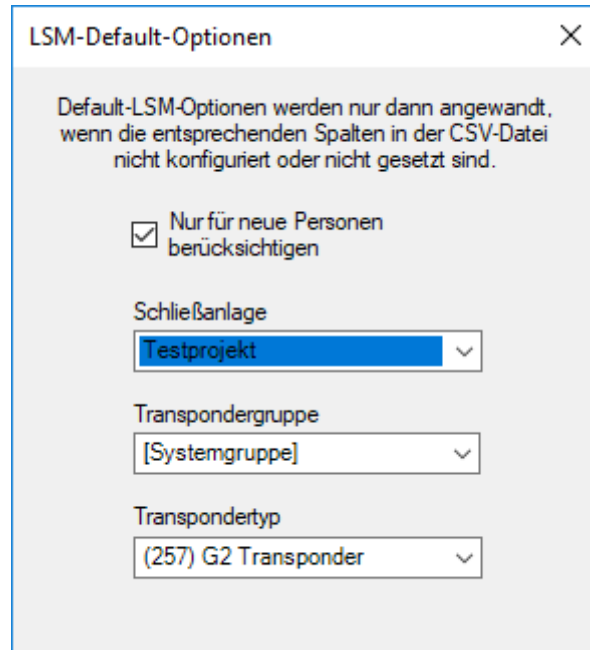 LSM-Default-Optionen
Default-LSM-Optionen werden nur dann angewandt,
wenn die entsprechenden Spalten in der CSV-Datei
nicht konfiguriert oder nicht gesetzt sind.
Nur für neue Personen
berücksichtigen
Schließanlage
Testprojekt
Transpondergruppe
[Systemgruppe]
Transpondertyp
(257) G2 Transponder